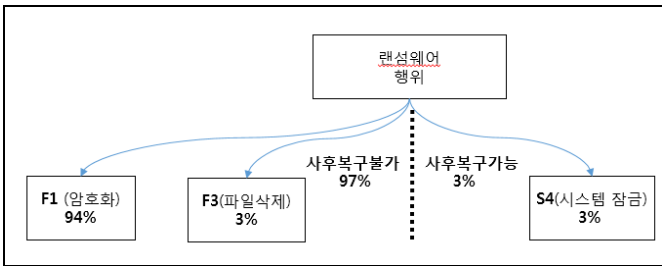 랜섬웨어
행위
사후복구불가
97%
사후복구가능
3%
F1 (암호화)
94%
F3(파일삭제)
3%
S4(시스템 잠금)
3%